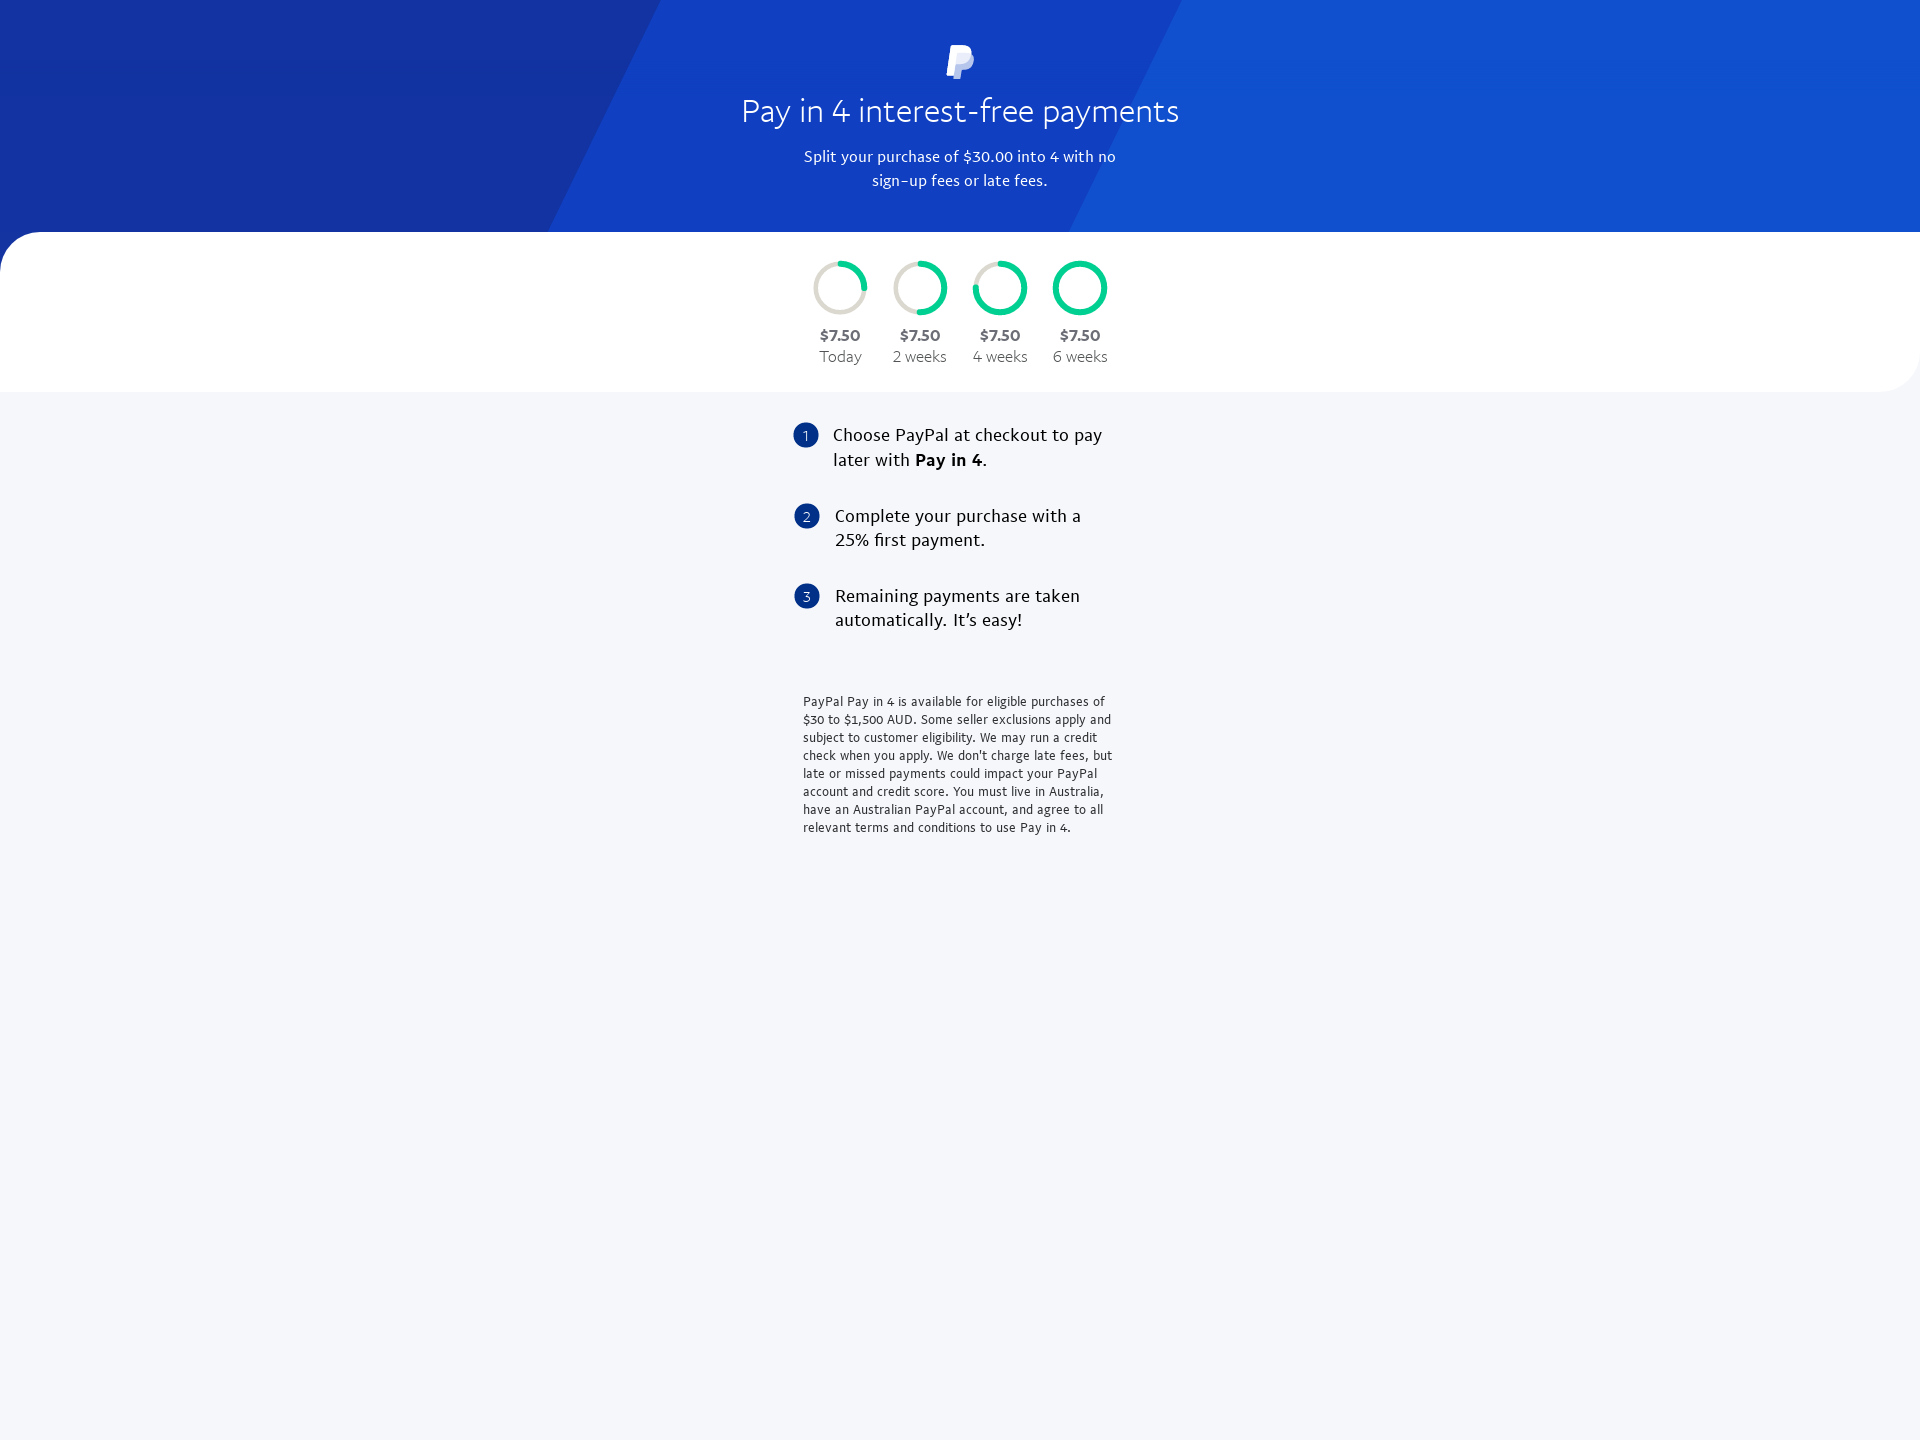 Pay in 4 interest-free payments
Split your purchase of $30.00 into 4 with no
sign-up fees or late fees.
$7.50 $7.50 $7.50 $7.50
Today 2 weeks 4 weeks 6 weeks
1 Choose PayPal at checkout to pay
later with Pay in 4.
2 Complete your purchase with a
25% first payment.
3 Remaining payments are taken
automatically. It’s easy!
PayPal Pay in 4 is available for eligible purchases of
$30 to $1,500 AUD. Some seller exclusions apply and
subject to customer eligibility. We may run a credit
check when you apply. We don't charge late fees, but
late or missed payments could impact your PayPal
account and credit score. You must live in Australia,
have an Australian PayPal account, and agree to all
relevant terms and conditions to use Pay in 4.